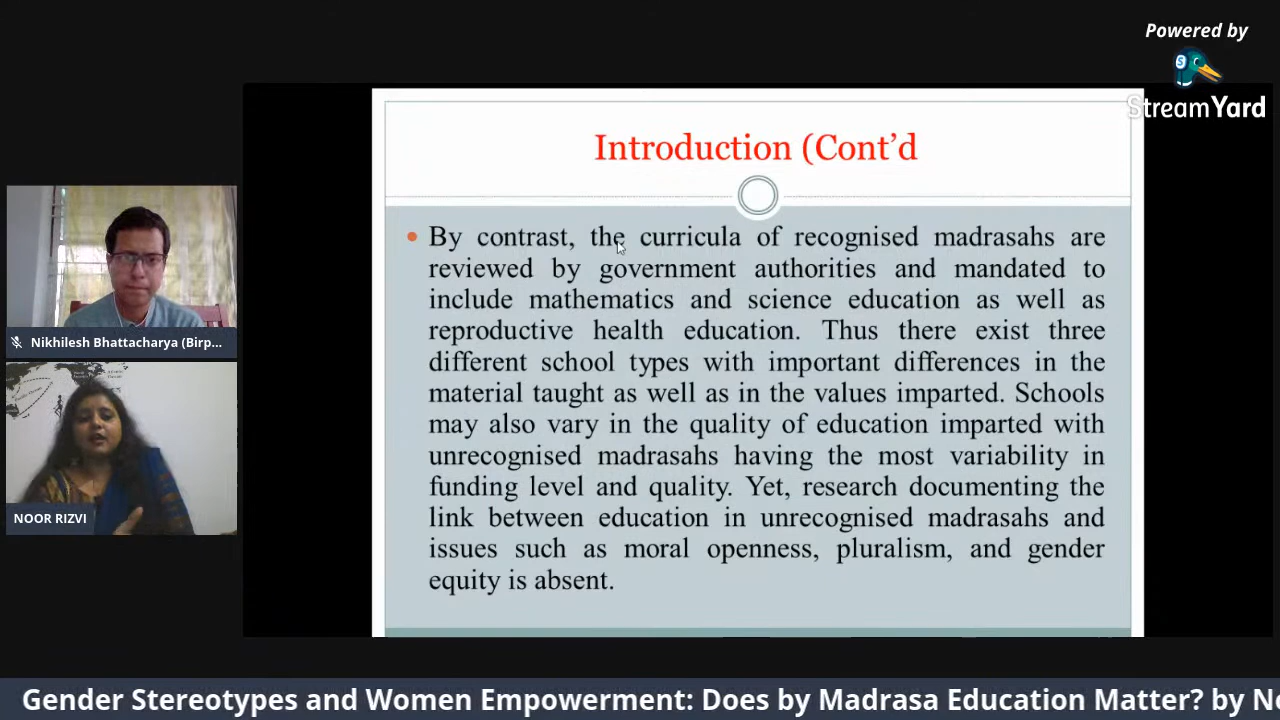 Powered by
StreamYard
Introduction (Cont’d
By contrast, the curricula of recognised madrasahs are
reviewed by government authorities and mandated to
include mathematics and science education as well as
reproductive health education. Thus there exist three
different school types with important differences in the
material taught as well as in the values imparted. Schools
may also vary in the quality of education imparted with
unrecognised madrasahs having the most variability in
funding level and quality. Yet, research documenting the
link between education in unrecognised madrasahs and
issues such as moral openness, pluralism, and gender
equity is absent.
Nikhilesh Bhattacharya (Birp...
NOOR RIZVI
Gender Stereotypes and Women Empowerment: Does by Madrasa Education Matter? by No